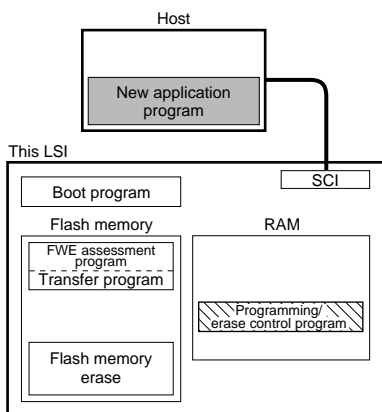 Host
New application
program
This LSI
SCI
Boot program
Flash memory
RAM
FWE assessment
program
Transfer program
Programming/
erase control program
Flash memory
erase